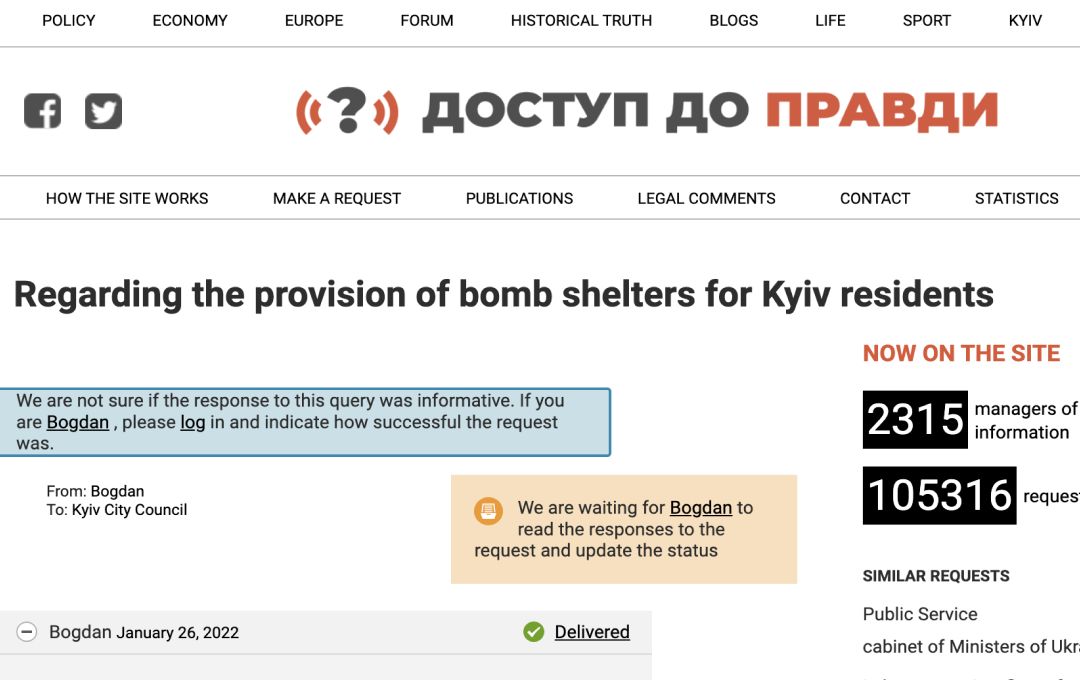 POLICY ECONOMY EUROPE FORUM HISTORICAL TRUTH BLOGS LIFE SPORT KYIV
((?)) ДОСТУП ДО ПРАВДИ
HOW THE SITE WORKS MAKE A REQUEST PUBLICATIONS LEGAL COMMENTS CONTACT STATISTICS
Regarding the provision of bomb shelters for Kyiv residents
We are not sure if the response to this query was informative. If you
are Bogdan , please log in and indicate how successful the request
was.
From: Bogdan
To: Kyiv City Council
We are waiting for Bogdan to
read the responses to the
request and update the status
Bogdan January 26, 2022 Delivered
NOW ON THE SITE
2315 managers of
information
105316
SIMILAR REQUESTS
Public Service
cabinet of Ministers of